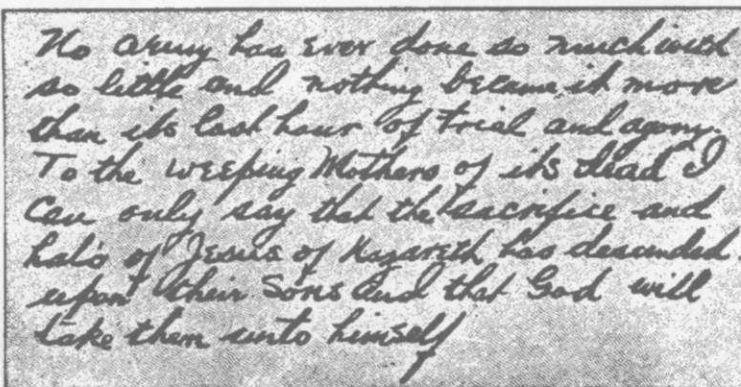 No army has ever done so much with
so little and nothing became it more
than its last hour of trial and agony.
To the weeping Mothers of its dead I
can only say that the sacrifice and
halo of Jesus of Nazareth has descended
upon their Sons and that God will
take them unto himself